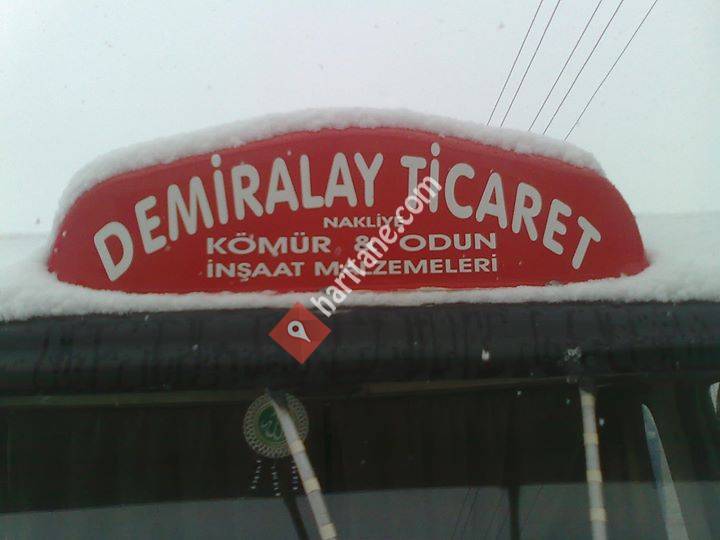 DEMİRALAY TİCARET
NAKLİYE
KÖMÜR & ODUN
İNŞAAT MALZEMELERİ
haritane.com